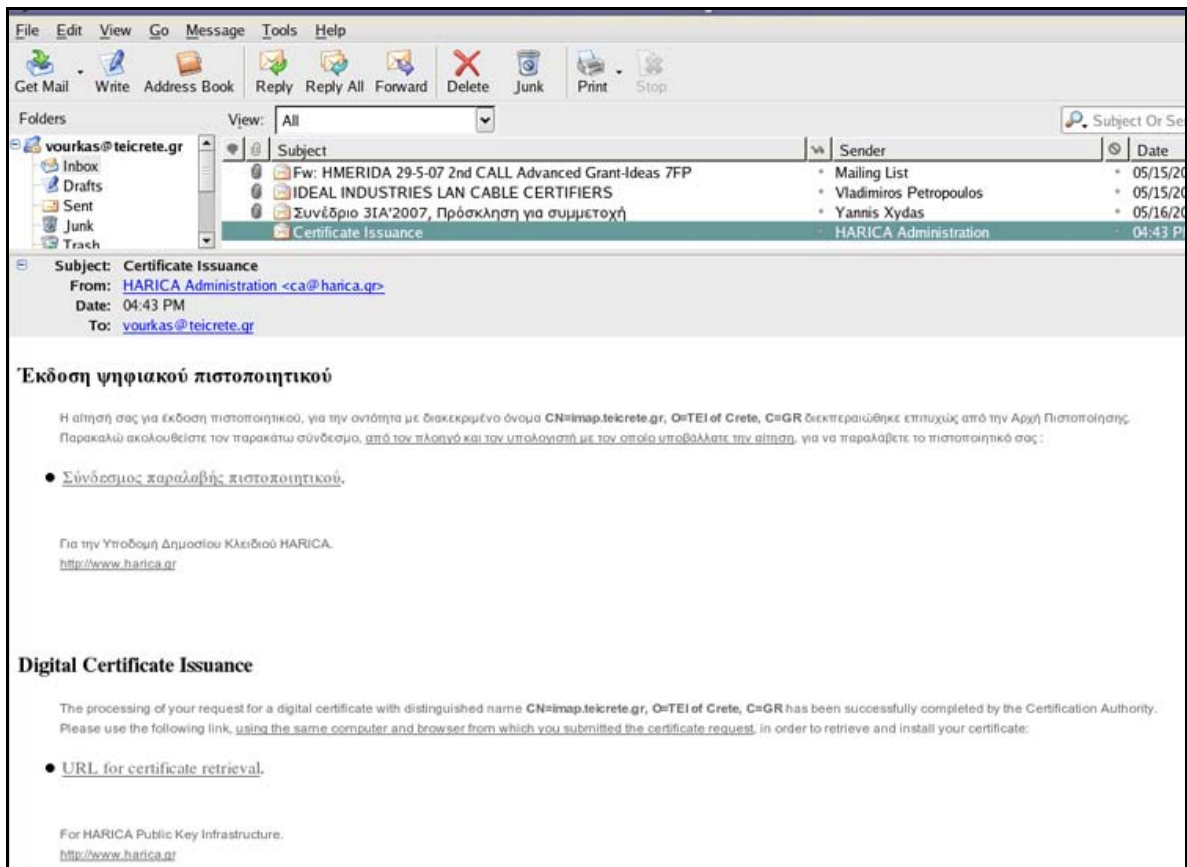 File Edit View Go Message Tools Help
Get Mail Write Address Book Reply Reply All Forward Delete Junk Print Stop
Folders View: All Subject Or Se
vourkas@teicrete.gr Subject Sender Date
Inbox Fw: HMERIDA 29-5-07 2nd CALL Advanced Grant-Ideas 7FP Mailing List 05/15/20
Drafts IDEAL INDUSTRIES LAN CABLE CERTIFIERS Vladimiros Petropoulos 05/15/20
Sent Συνέδριο 3ΙΑ'2007, Πρόσκληση για συμμετοχή Yannis Xydas 05/16/20
Junk Certificate Issuance HARICA Administration 04:43 P
Trash
Subject: Certificate Issuance
From: HARICA Administration <ca@harica.gr>
Date: 04:43 PM
To: vourkas@teicrete.gr
Έκδοση ψηφιακού πιστοποιητικού
Η αίτησή σας για έκδοση πιστοποιητικού, για την οντότητα με διακεκριμένο όνομα CN=imap.teicrete.gr, O=TEI of Crete, C=GR διεκπεραιώθηκε επιτυχώς από την Αρχή Πιστοποίησης.
Παρακαλώ ακολουθείστε τον παρακάτω σύνδεσμο, από τον πλοηγό και τον υπολογιστή με τον οποίο υποβάλλατε την αίτηση, για να παραλάβετε το πιστοποιητικό σας :
● Σύνδεσμος παραλαβής πιστοποιητικού.
Για την Υποδομή Δημοσίου Κλειδιού HARICA.
http://www.harica.gr
Digital Certificate Issuance
The processing of your request for a digital certificate with distinguished name CN=imap.teicrete.gr, O=TEI of Crete, C=GR has been successfully completed by the Certification Authority.
Please use the following link, using the same computer and browser from which you submitted the certificate request, in order to retrieve and install your certificate:
● URL for certificate retrieval.
For HARICA Public Key Infrastructure.
http://www.harica.gr